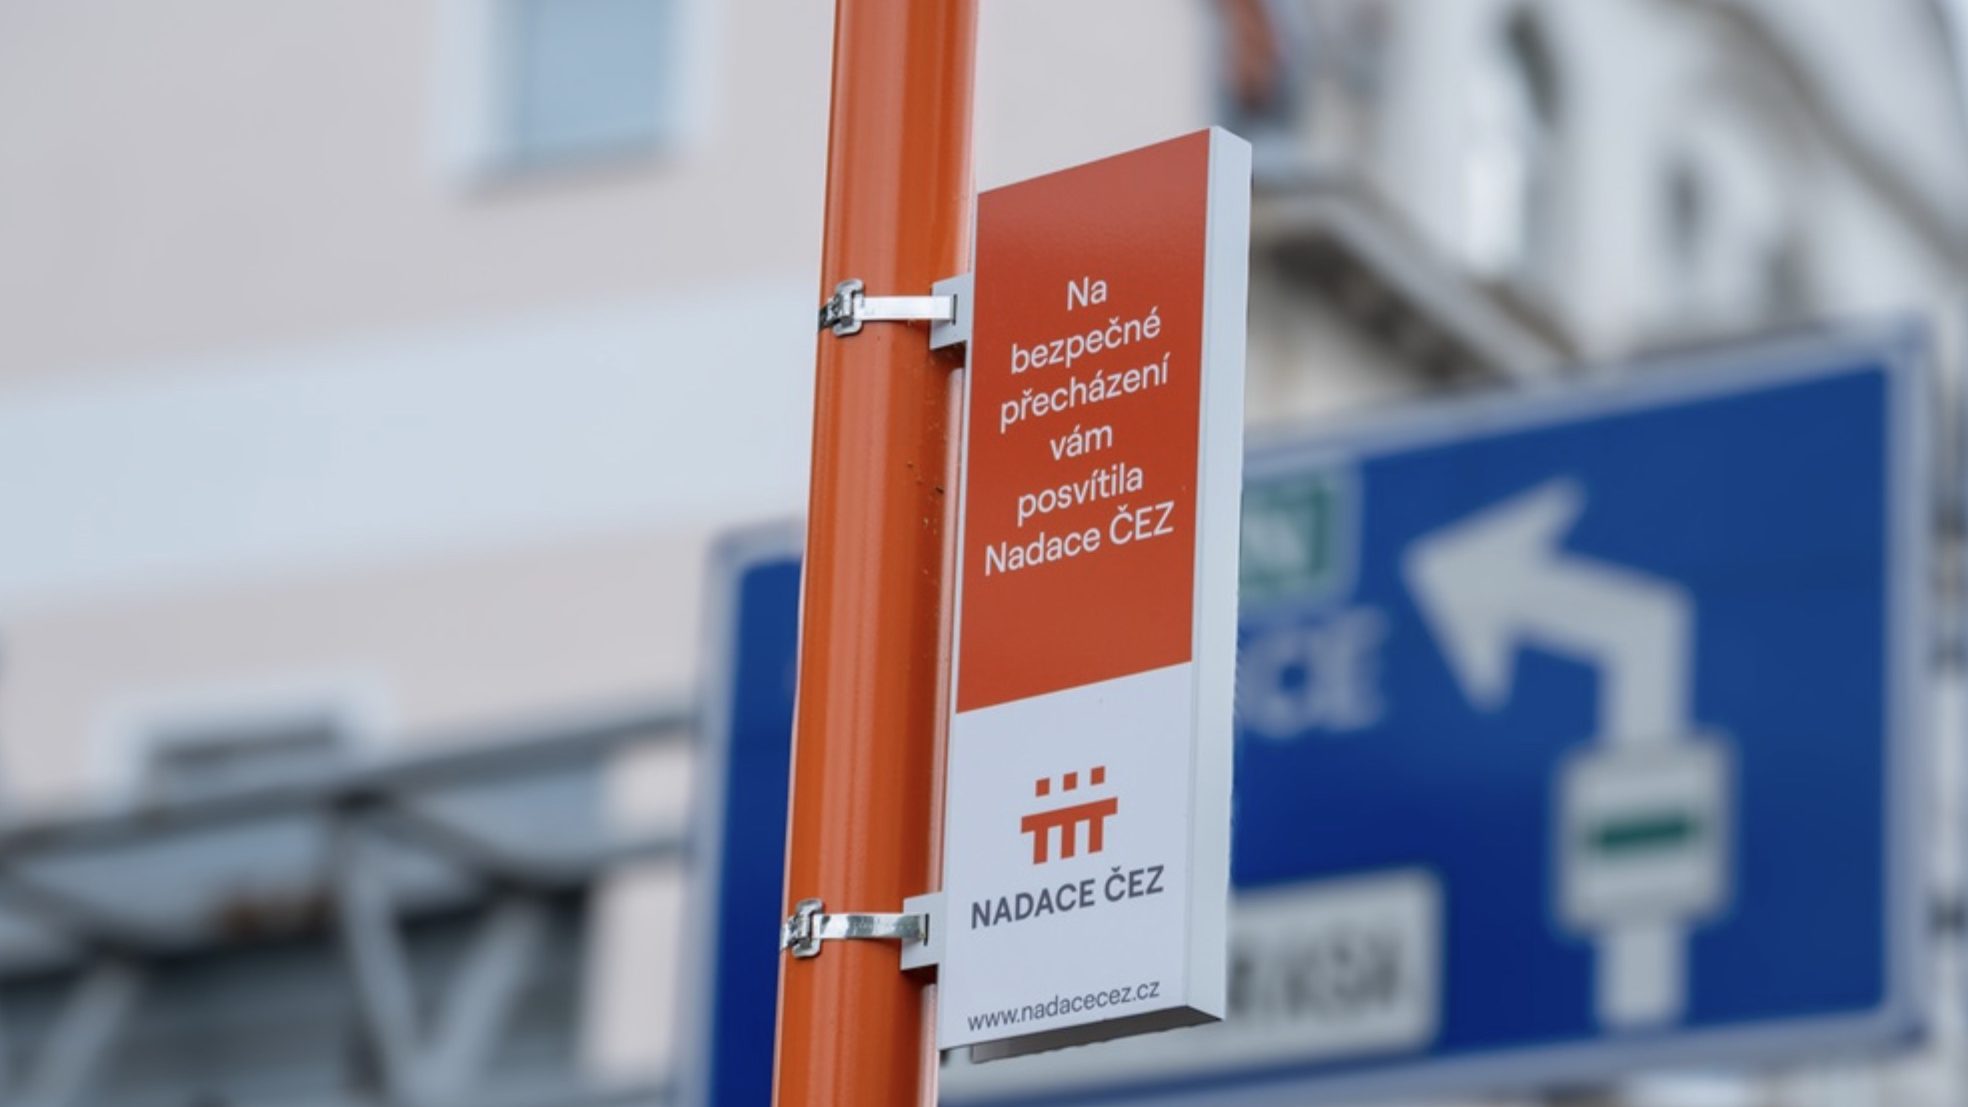 Na
bezpečné
přecházení
vám
posvítila
Nadace ČEZ
NADACE ČEZ
www.nadacecez.cz